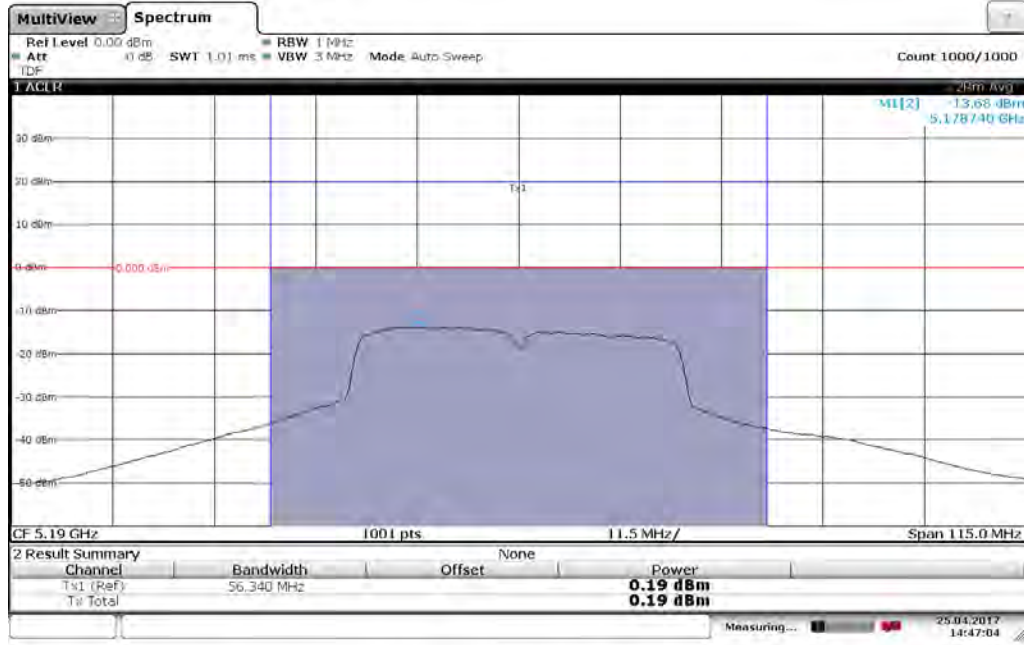 MultiView Spectrum
Ref Level 0.00 dBm RBW 1 MHz
Att 0 dB SWT 1.01 ms VBW 3 MHz Mode Auto Sweep Count 1000/1000
TDF
1 ACLR 2Rm Avg
M1[2] -13.68 dBm
5.178740 GHz
30 dBm
20 dBm
Tx1
10 dBm
0 dBm 0.000 dBm
-10 dBm
-20 dBm
-30 dBm
-40 dBm
-50 dBm
CF 5.19 GHz 1001 pts 11.5 MHz/ Span 115.0 MHz
2 Result Summary None
Channel Bandwidth Offset Power
Tx1 (Ref) 56.340 MHz 0.19 dBm
Tx Total 0.19 dBm
Measuring... 25.04.2017
14:47:04